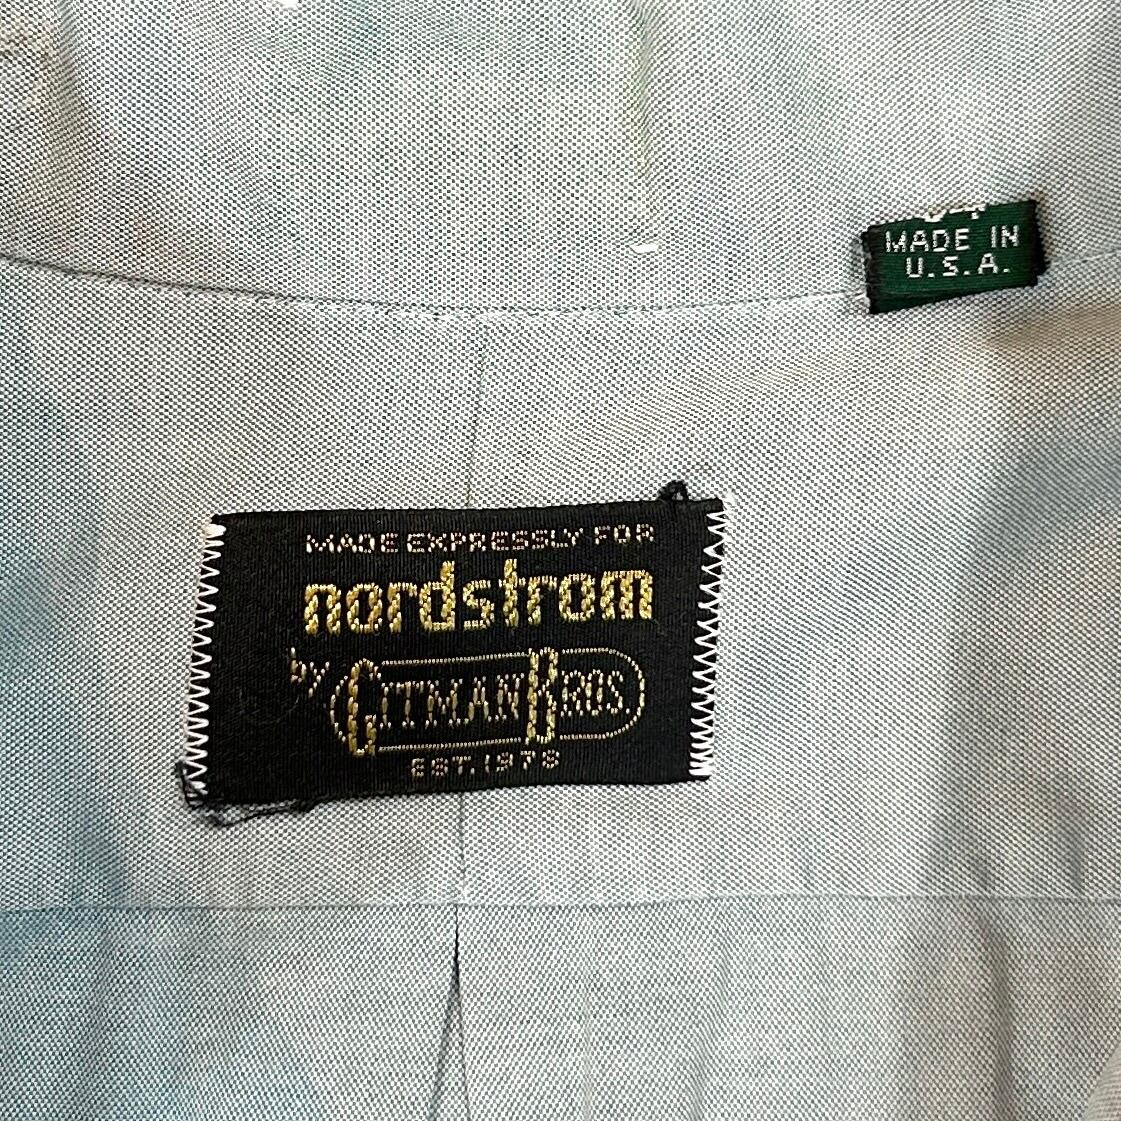 MADE IN
U.S.A.
MADE EXPRESSLY FOR
nordstrom
by GITMAN BROS
EST. 1978